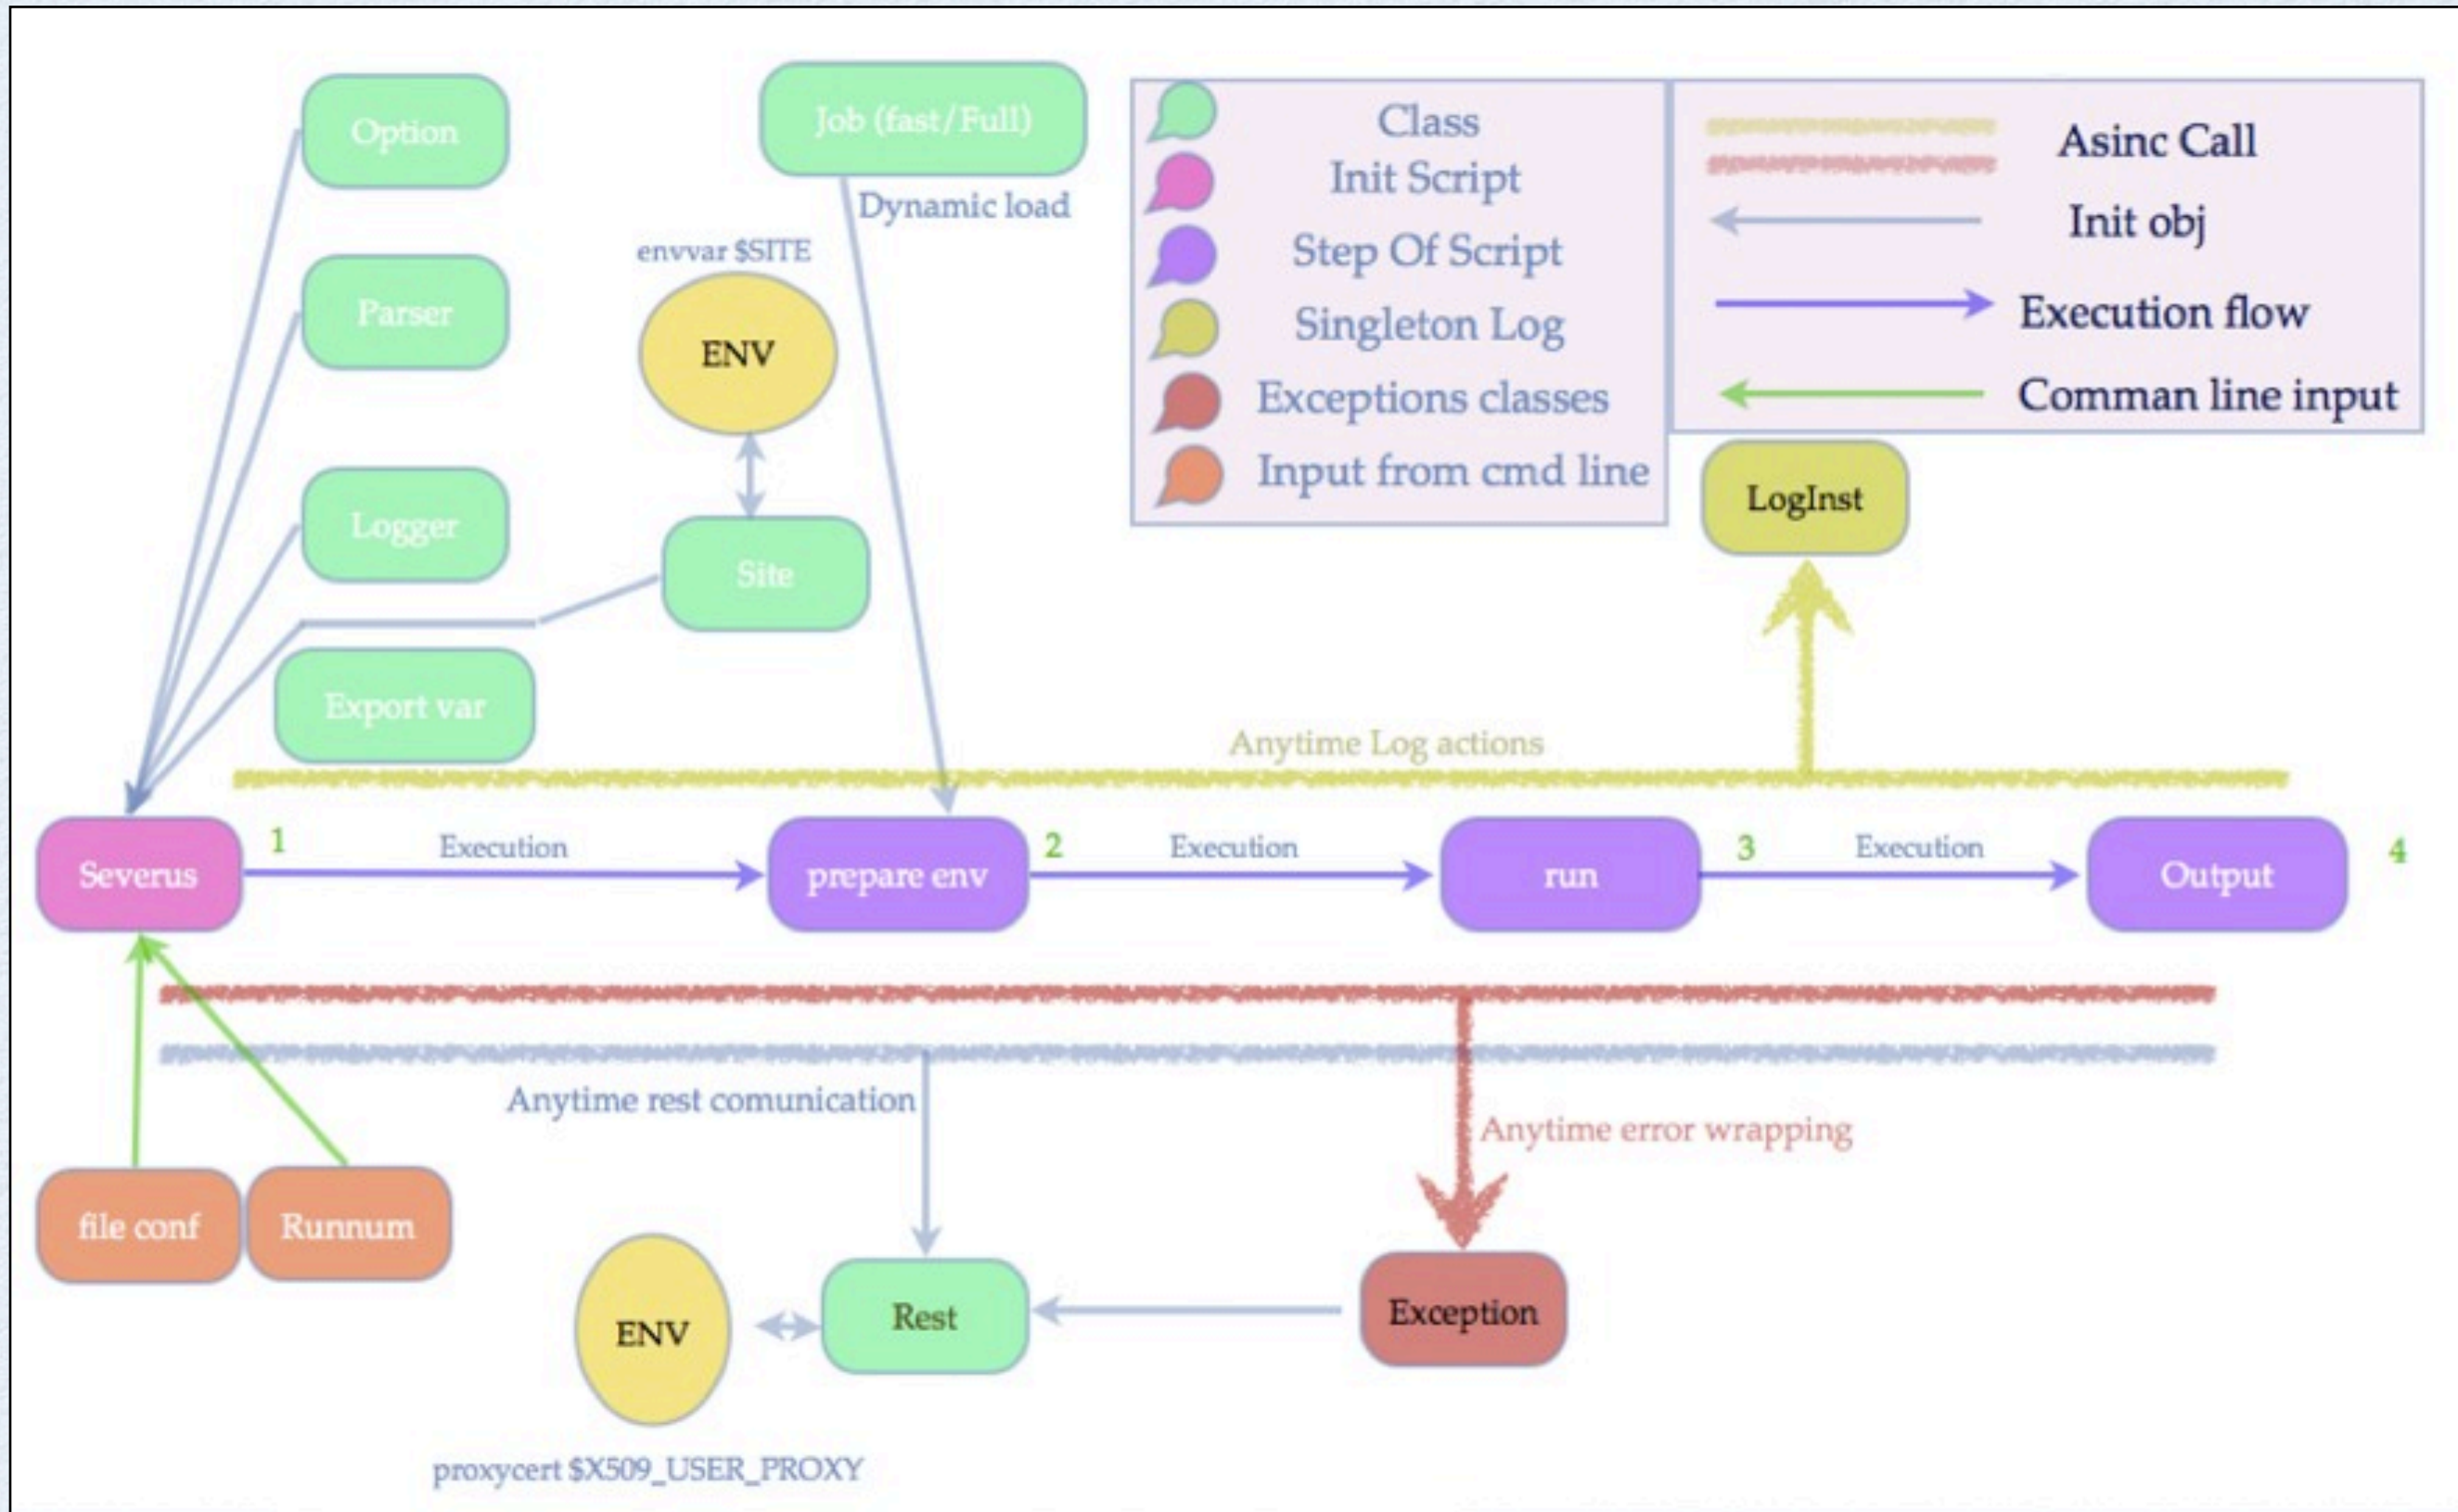 Option
Job (fast/Full)
Dynamic load
Parser
envvar $SITE
ENV
Logger
Site
Export var
Class
Init Script
Step Of Script
Singleton Log
Exceptions classes
Input from cmd line
Asinc Call
Init obj
Execution flow
Comman line input
LogInst
Anytime Log actions
Severus
1
Execution
prepare env
2
Execution
run
3
Execution
Output
4
Anytime rest comunication
Anytime error wrapping
file conf
Runnum
ENV
Rest
Exception
proxycert $X509_USER_PROXY